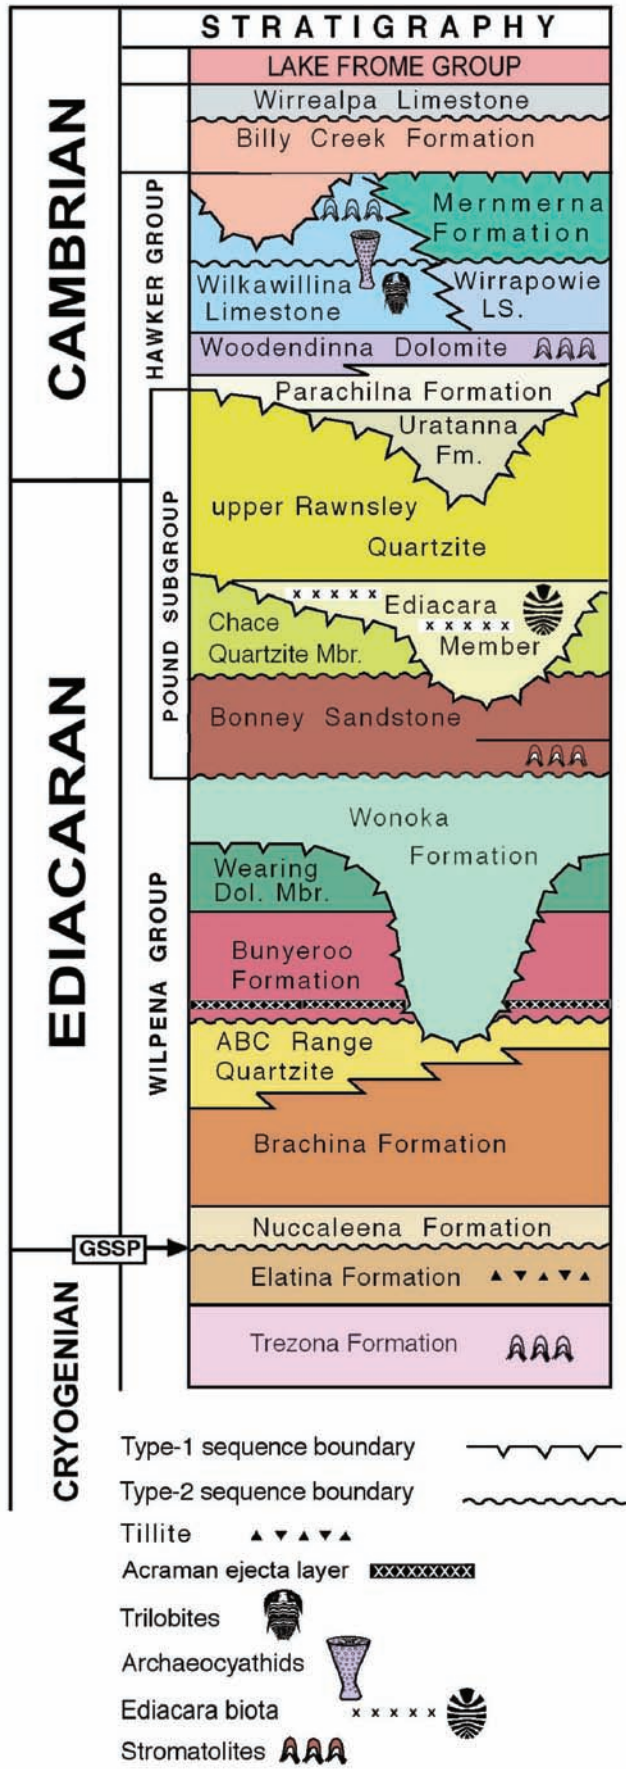 STRATIGRAPHY
LAKE FROME GROUP
Wirrealpa Limestone
Billy Creek Formation
CAMBRIAN
HAWKER GROUP
Mernmerna
Formation
Wilkawillina
Limestone
Wirrapowie
LS.
Woodendinna Dolomite
Parachilna Formation
Uratanna
Fm.
EDIACARAN
POUND SUBGROUP
upper Rawnsley
Quartzite
x x x x x
Ediacara
x x x x x
Member
Chace
Quartzite Mbr.
Bonney Sandstone
WILPENA GROUP
Wonoka
Formation
Wearing
Dol. Mbr.
Bunyeroo
Formation
ABC Range
Quartzite
Brachina Formation
Nuccaleena Formation
GSSP
CRYOGENIAN
Elatina Formation
Trezona Formation
Type-1 sequence boundary
Type-2 sequence boundary
Tillite
Acraman ejecta layer xxxxxxxxx
Trilobites
Archaeocyathids
Ediacara biota x x x x x
Stromatolites